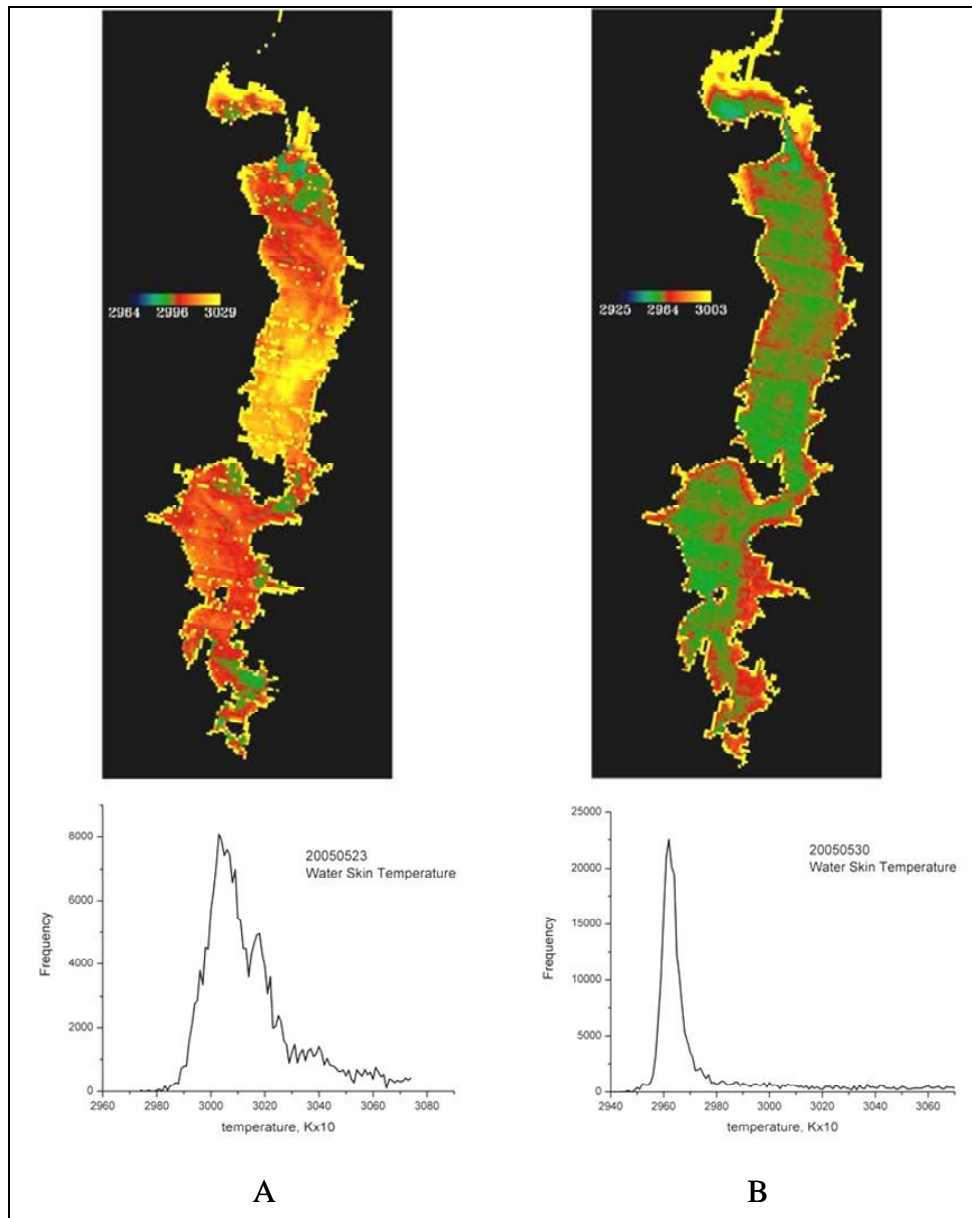 2964 2996 3029
2925 2964 3003
8000
6000
4000
2000
0
Frequency
20050523
Water Skin Temperature
2960 2980 3000 3020 3040 3060 3080
temperature, Kx10
25000
20000
15000
10000
5000
0
Frequency
20050530
Water Skin Temperature
2940 2960 2980 3000 3020 3040 3060
temperature, Kx10
A B